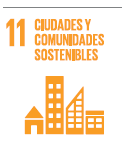 11 CIUDADES Y
COMUNIDADES
SOSTENIBLES